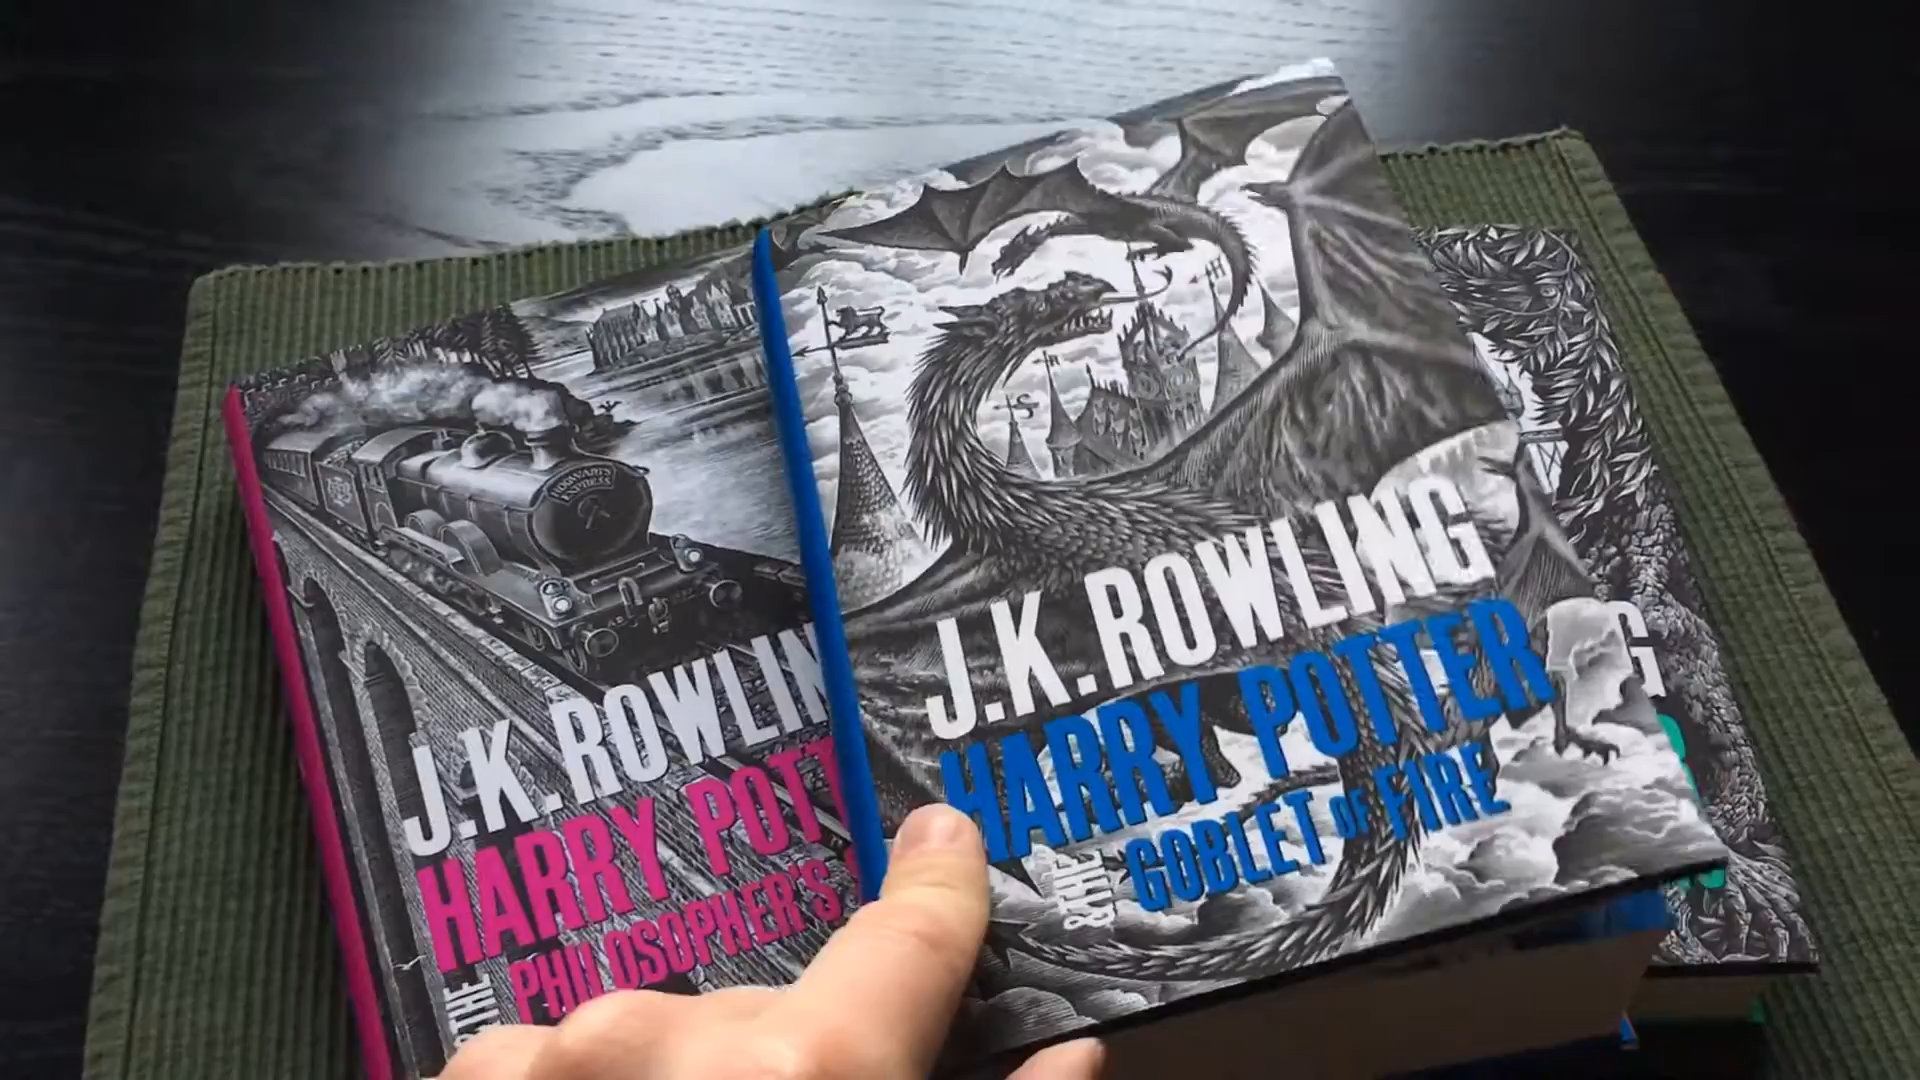 HOGWARTS
EXPRESS
J.K.ROWLIN
HARRY POTT
&THE
PHILOSOPHER'S
J.K.ROWLING
HARRY POTTER
&THE
GOBLET OF FIRE
G
R